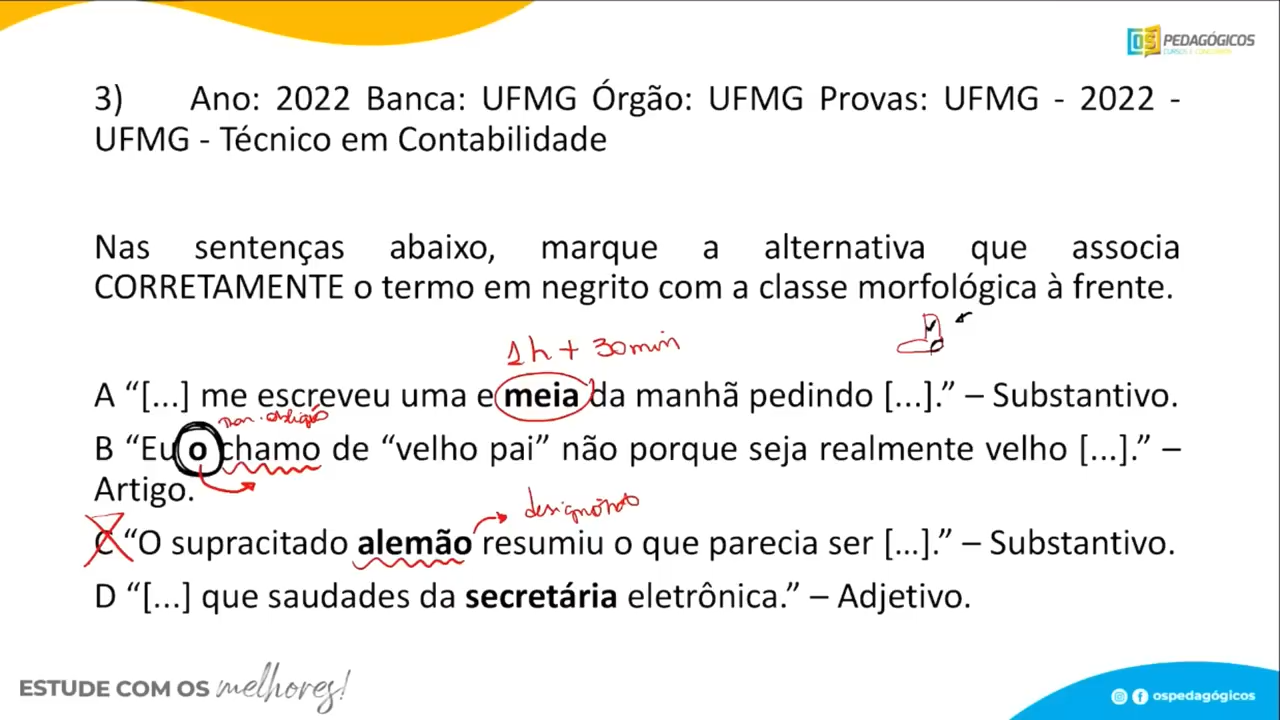 OS PEDAGÓGICOS
CURSOS E CONCURSOS
3) Ano: 2022 Banca: UFMG Órgão: UFMG Provas: UFMG - 2022 -
UFMG - Técnico em Contabilidade
Nas sentenças abaixo, marque a alternativa que associa
CORRETAMENTE o termo em negrito com a classe morfológica à frente.
1h + 30min
A “[...] me escreveu uma e meia da manhã pedindo [...].” – Substantivo.
B “Eu o chamo de “velho pai” não porque seja realmente velho [...].” –
Artigo.
C “O supracitado alemão resumiu o que parecia ser [...].” – Substantivo.
D “[...] que saudades da secretária eletrônica.” – Adjetivo.
ESTUDE COM OS melhores!
ospedagógicos